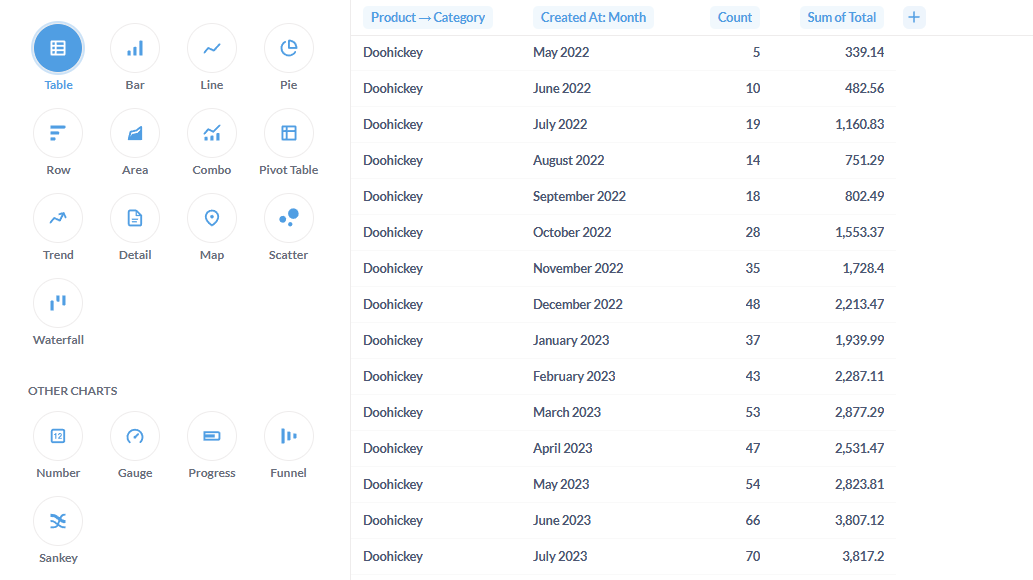 Table Bar Line Pie
Row Area Combo Pivot Table
Trend Detail Map Scatter
Waterfall
OTHER CHARTS
12
Number Gauge Progress Funnel
Sankey
Product → Category Created At: Month Count Sum of Total +
Doohickey May 2022 5 339.14
Doohickey June 2022 10 482.56
Doohickey July 2022 19 1,160.83
Doohickey August 2022 14 751.29
Doohickey September 2022 18 802.49
Doohickey October 2022 28 1,553.37
Doohickey November 2022 35 1,728.4
Doohickey December 2022 48 2,213.47
Doohickey January 2023 37 1,939.99
Doohickey February 2023 43 2,287.11
Doohickey March 2023 53 2,877.29
Doohickey April 2023 47 2,531.47
Doohickey May 2023 54 2,823.81
Doohickey June 2023 66 3,807.12
Doohickey July 2023 70 3,817.2